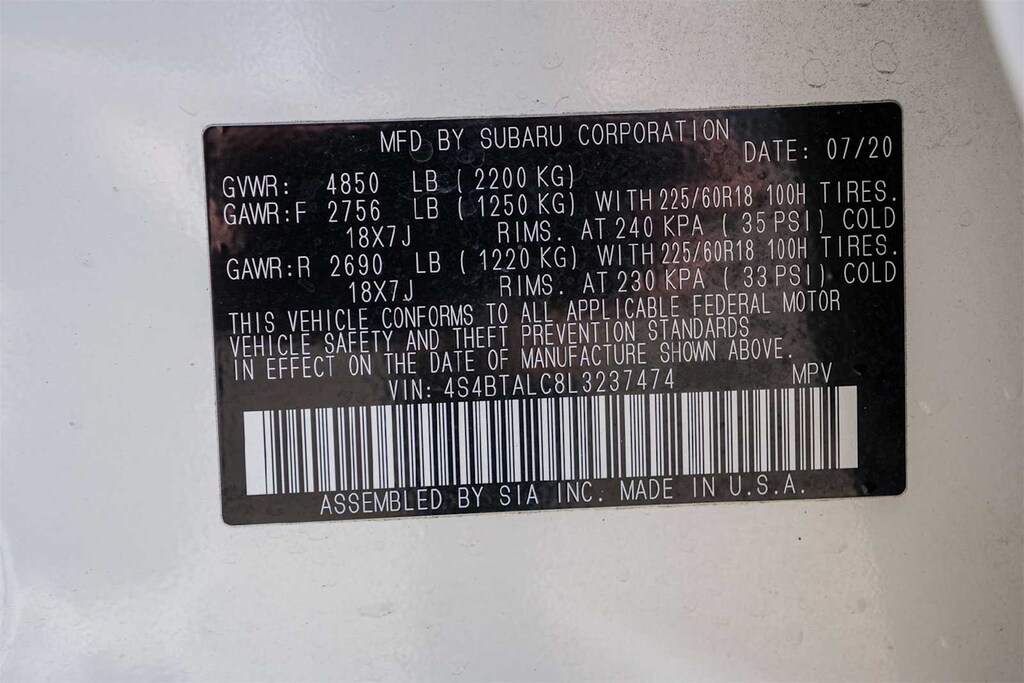 MFD BY SUBARU CORPORATION
DATE: 07/20
GVWR: 4850 LB ( 2200 KG)
GAWR:F 2756 LB ( 1250 KG) WITH 225/60R18 100H TIRES.
18X7J RIMS. AT 240 KPA ( 35 PSI) COLD
GAWR:R 2690 LB ( 1220 KG) WITH 225/60R18 100H TIRES.
18X7J RIMS. AT 230 KPA ( 33 PSI) COLD
THIS VEHICLE CONFORMS TO ALL APPLICABLE FEDERAL MOTOR
VEHICLE SAFETY AND THEFT PREVENTION STANDARDS
IN EFFECT ON THE DATE OF MANUFACTURE SHOWN ABOVE.
VIN: 4S4BTALC8L3237474 MPV
ASSEMBLED BY SIA INC. MADE IN U.S.A.